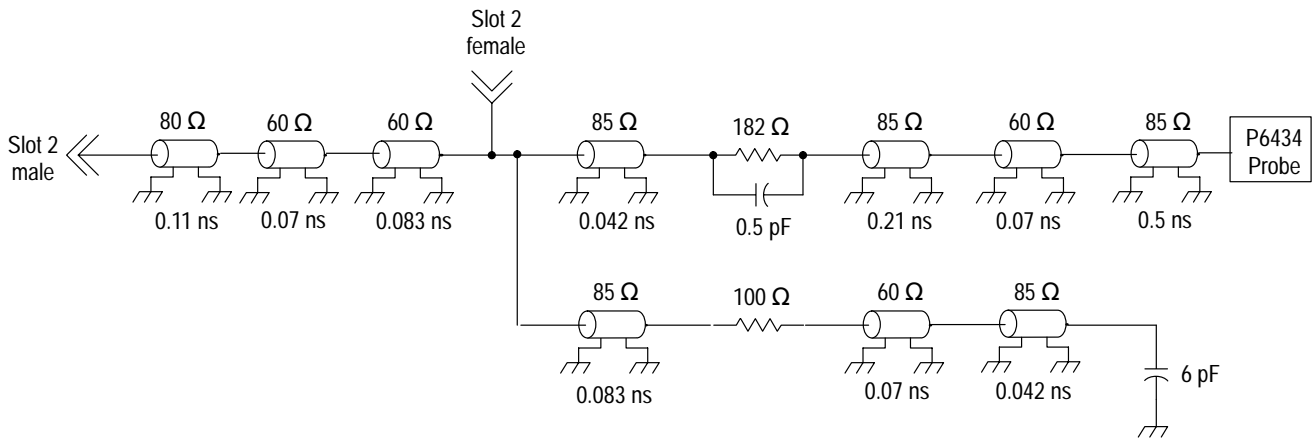 Slot 2
female
Slot 2
male
80 Ω
60 Ω
60 Ω
85 Ω
182 Ω
85 Ω
60 Ω
85 Ω
P6434
Probe
0.11 ns
0.07 ns
0.083 ns
0.042 ns
0.5 pF
0.21 ns
0.07 ns
0.5 ns
85 Ω
100 Ω
60 Ω
85 Ω
0.083 ns
0.07 ns
0.042 ns
6 pF